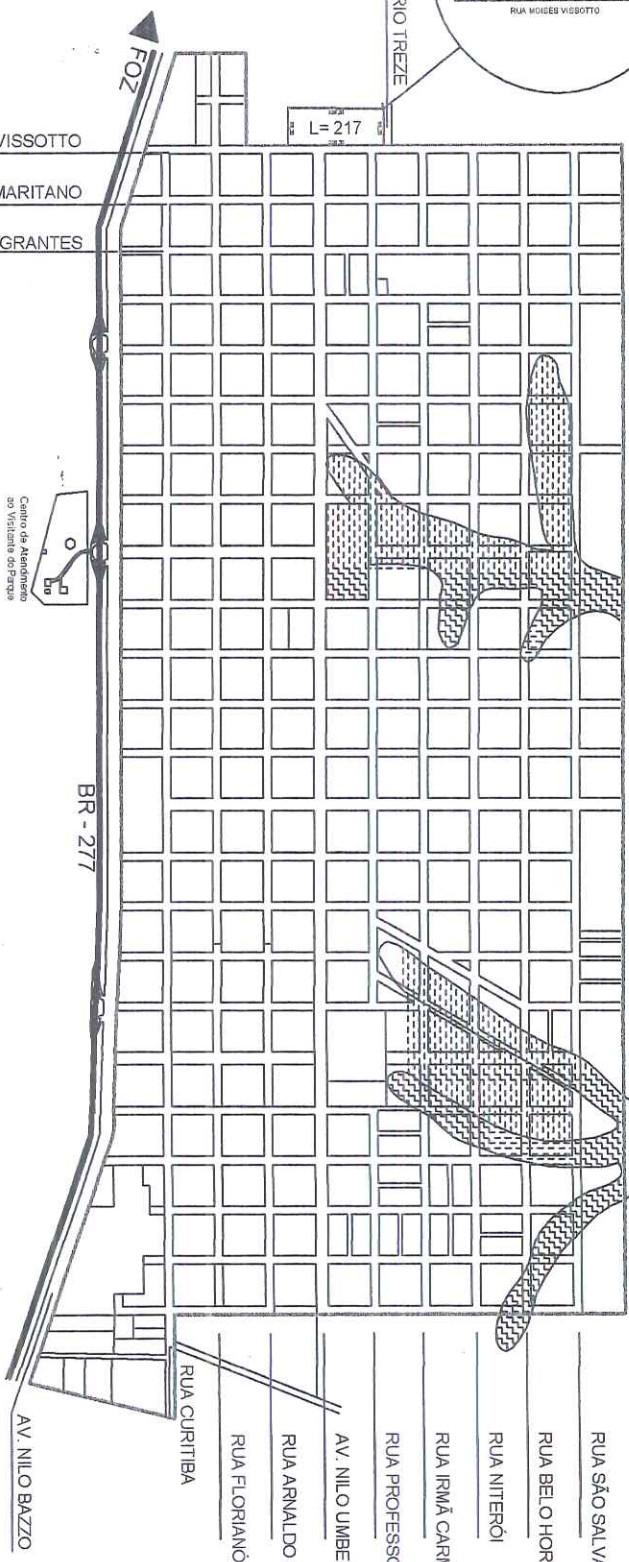 RUA MOISÉS VISSOTTO
RIO TREZE
FOZ
L= 217
VISSOTTO
MARITANO
GRANTES
Centro de Atendimento
ao Visitante do Parque
BR - 277
RUA SÃO SALV
RUA BELO HOR
RUA NITERÓI
RUA IRMÃ CARM
RUA PROFESSO
AV. NILO UMBE
RUA ARNALDO
RUA FLORIANÓ
RUA CURITIBA
AV. NILO BAZZO